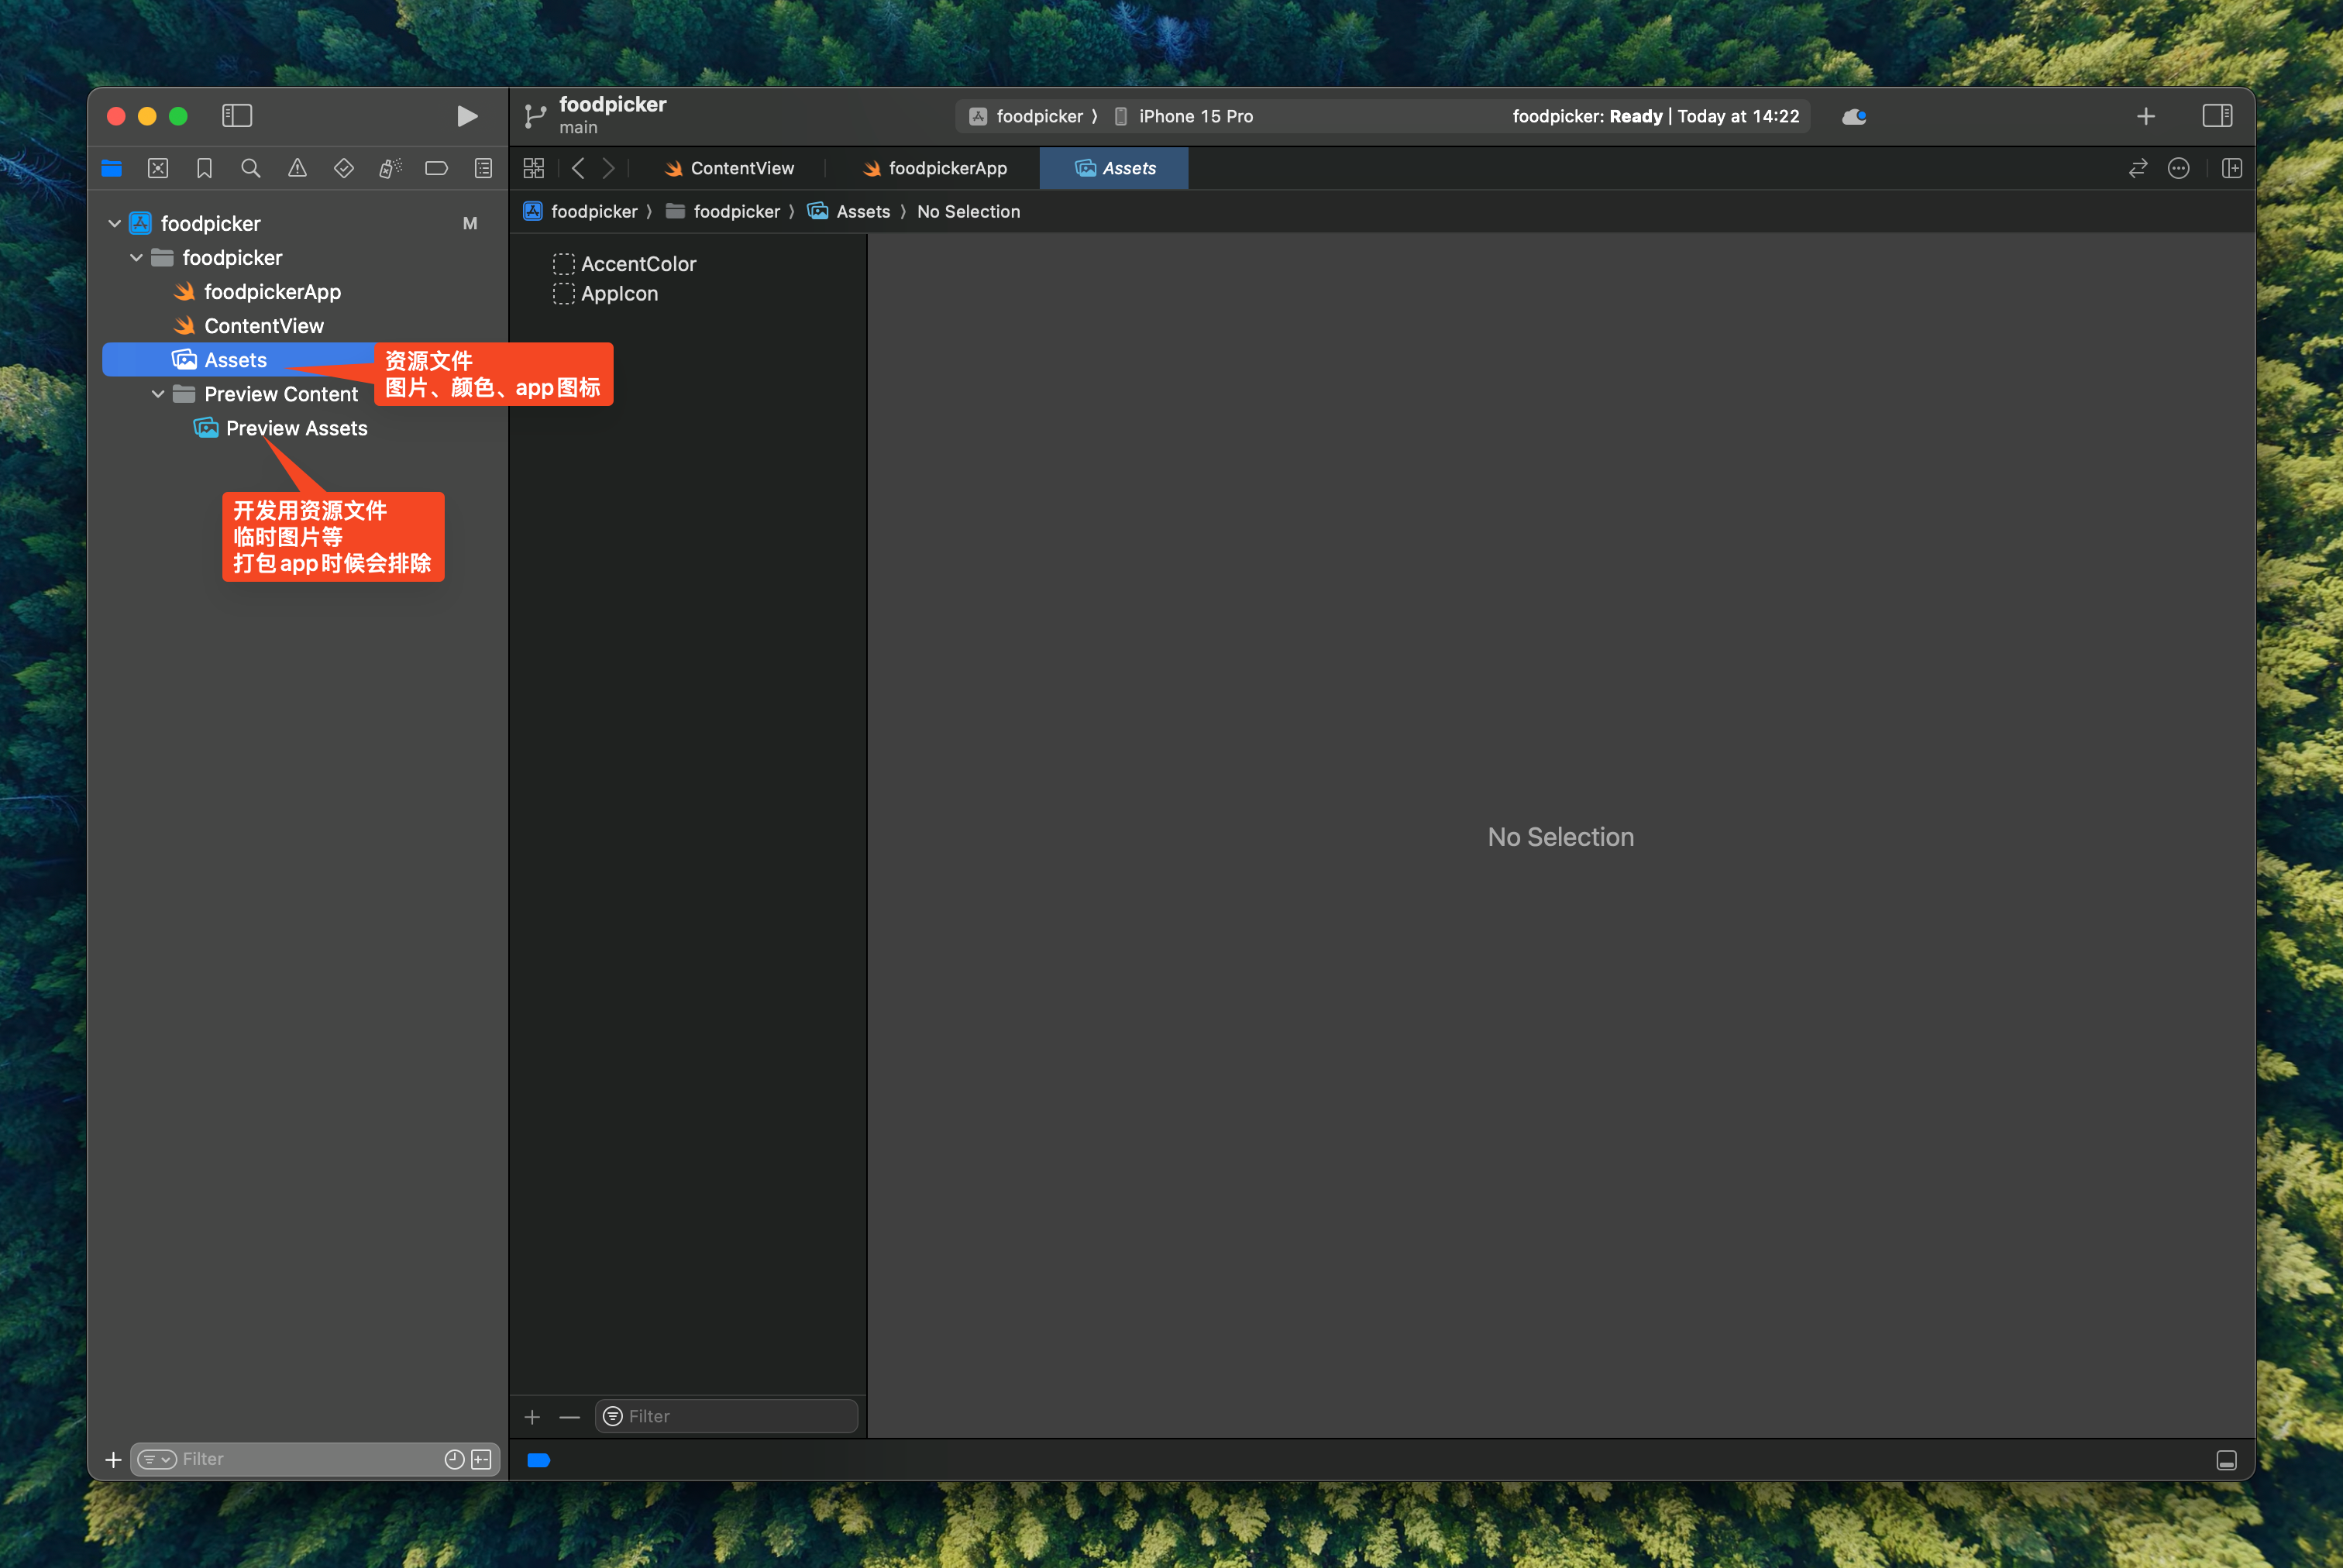 foodpicker
main
foodpicker 〉 iPhone 15 Pro
foodpicker: Ready | Today at 14:22
ContentView
foodpickerApp
Assets
foodpicker 〉 foodpicker 〉 Assets 〉 No Selection
foodpicker M
foodpicker
foodpickerApp
ContentView
Assets
Preview Content
Preview Assets
资源文件
图片、颜色、app图标
开发用资源文件
临时图片等
打包app时候会排除
AccentColor
AppIcon
No Selection
Filter
Filter